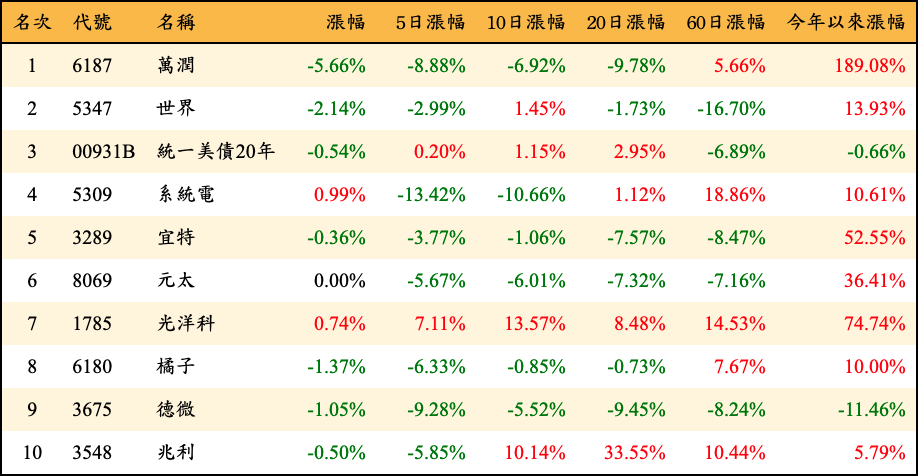 名次 代號 名稱 漲幅 5日漲幅 10日漲幅 20日漲幅 60日漲幅 今年以來漲幅
1 6187 萬潤 -5.66% -8.88% -6.92% -9.78% 5.66% 189.08%
2 5347 世界 -2.14% -2.99% 1.45% -1.73% -16.70% 13.93%
3 00931B 統一美債20年 -0.54% 0.20% 1.15% 2.95% -6.89% -0.66%
4 5309 系統電 0.99% -13.42% -10.66% 1.12% 18.86% 10.61%
5 3289 宜特 -0.36% -3.77% -1.06% -7.57% -8.47% 52.55%
6 8069 元太 0.00% -5.67% -6.01% -7.32% -7.16% 36.41%
7 1785 光洋科 0.74% 7.11% 13.57% 8.48% 14.53% 74.74%
8 6180 橘子 -1.37% -6.33% -0.85% -0.73% 7.67% 10.00%
9 3675 德微 -1.05% -9.28% -5.52% -9.45% -8.24% -11.46%
10 3548 兆利 -0.50% -5.85% 10.14% 33.55% 10.44% 5.79%